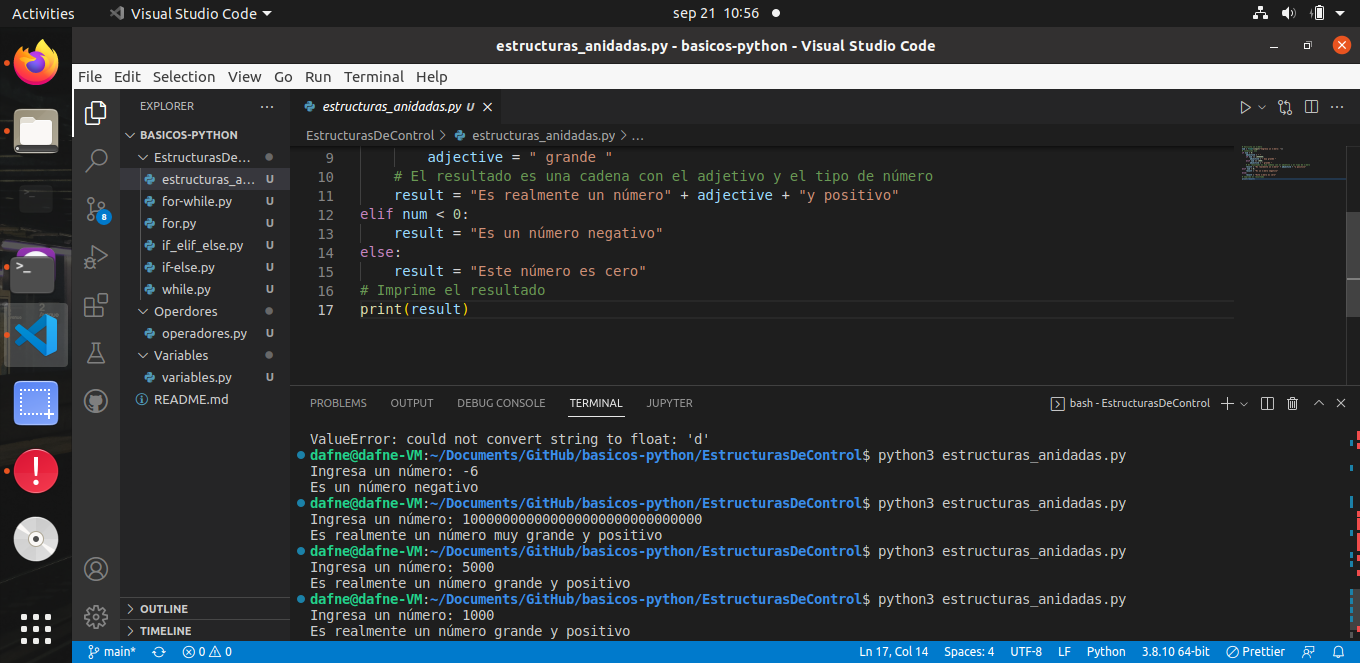 Activities
Visual Studio Code
sep 21 10:56
estructuras_anidadas.py - basicos-python - Visual Studio Code
File Edit Selection View Go Run Terminal Help
EXPLORER
BASICOS-PYTHON
EstructurasDe...
estructuras_a... U
for-while.py U
for.py U
if_elif_else.py U
if-else.py U
while.py U
Operdores
operadores.py U
Variables
variables.py U
README.md
OUTLINE
TIMELINE
8
estructuras_anidadas.py U
EstructurasDeControl > estructuras_anidadas.py > ...
9 adjective = " grande "
10 # El resultado es una cadena con el adjetivo y el tipo de número
11 result = "Es realmente un número" + adjective + "y positivo"
12 elif num < 0:
13 result = "Es un número negativo"
14 else:
15 result = "Este número es cero"
16 # Imprime el resultado
17 print(result)
PROBLEMS OUTPUT DEBUG CONSOLE TERMINAL JUPYTER
bash - EstructurasDeControl
ValueError: could not convert string to float: 'd'
dafne@dafne-VM:~/Documents/GitHub/basicos-python/EstructurasDeControl$ python3 estructuras_anidadas.py
Ingresa un número: -6
Es un número negativo
dafne@dafne-VM:~/Documents/GitHub/basicos-python/EstructurasDeControl$ python3 estructuras_anidadas.py
Ingresa un número: 100000000000000000000000000000
Es realmente un número muy grande y positivo
dafne@dafne-VM:~/Documents/GitHub/basicos-python/EstructurasDeControl$ python3 estructuras_anidadas.py
Ingresa un número: 5000
Es realmente un número grande y positivo
dafne@dafne-VM:~/Documents/GitHub/basicos-python/EstructurasDeControl$ python3 estructuras_anidadas.py
Ingresa un número: 1000
Es realmente un número grande y positivo
main* 0 0
Ln 17, Col 14 Spaces: 4 UTF-8 LF Python 3.8.10 64-bit Prettier